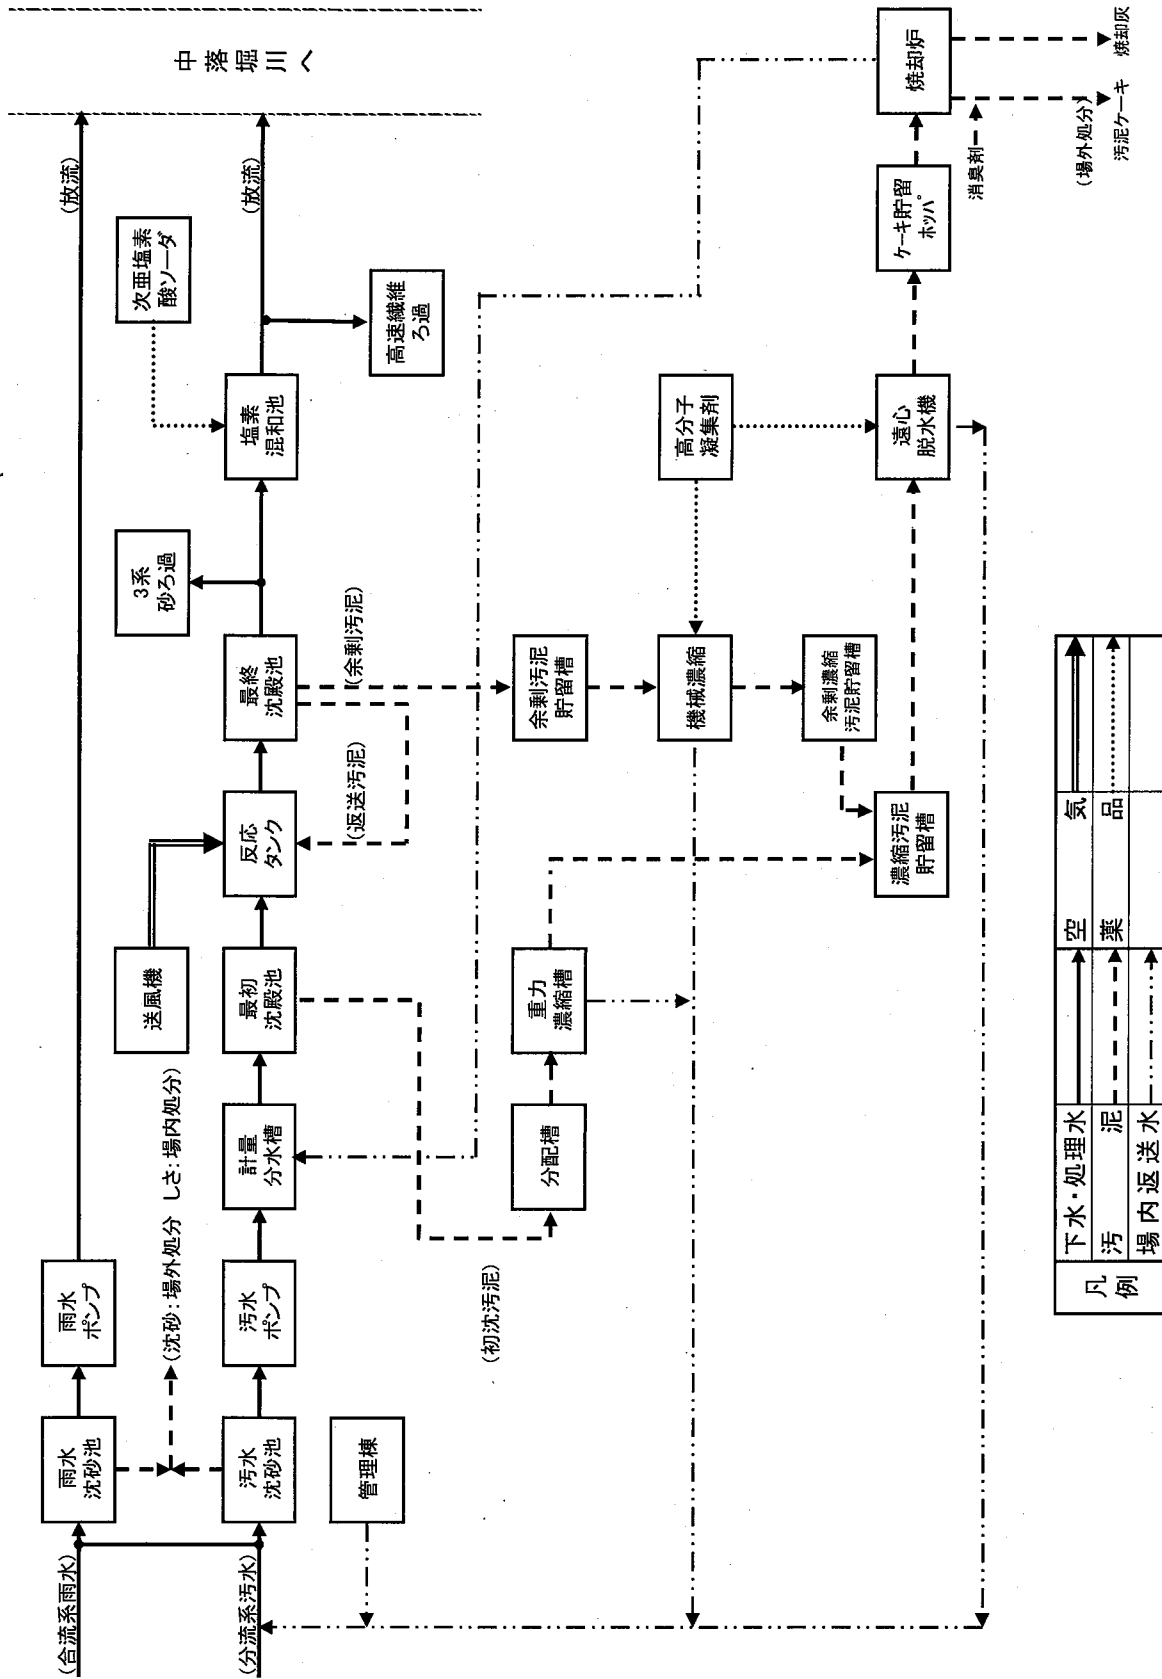 中落堀川へ
(放流)
(放流)
次亜塩素
酸ソーダ
高速繊維
ろ過
塩素
混和池
3系
砂ろ過
最終
沈殿池
(余剰汚泥)
(返送汚泥)
反応
タンク
送風機
最初
沈殿池
計量
分水槽
(沈砂:場外処分 しさ:場内処分)
雨水
ポンプ
汚水
ポンプ
雨水
沈砂池
汚水
沈砂池
管理棟
(合流系雨水)
(分流系汚水)
(初沈汚泥)
分配槽
重力
濃縮槽
余剰汚泥
貯留槽
機械濃縮
余剰濃縮
汚泥貯留槽
濃縮汚泥
貯留槽
高分子
凝集剤
遠心
脱水機
ケーキ貯留
ホッパ
焼却炉
消臭剤
(場外処分)
汚泥ケーキ
焼却灰
凡例
下水・処理水
空気
汚泥
薬品
場内返送水